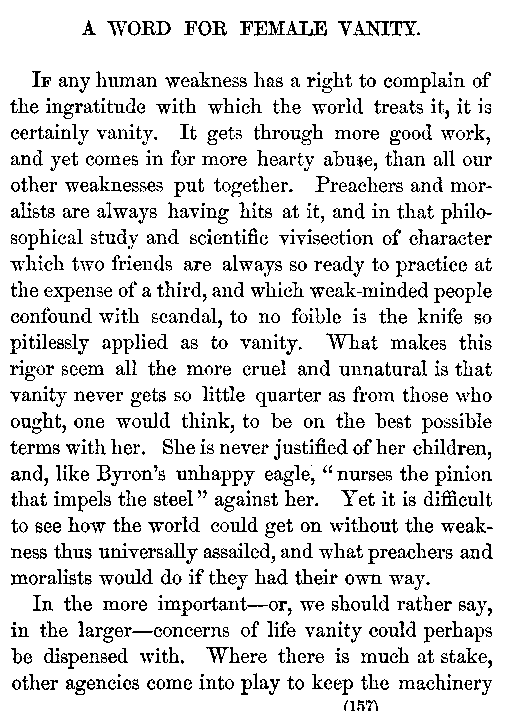 A WORD FOR FEMALE VANITY.
If any human weakness has a right to complain of
the ingratitude with which the world treats it, it is
certainly vanity. It gets through more good work,
and yet comes in for more hearty abuse, than all our
other weaknesses put together. Preachers and mor-
alists are always having hits at it, and in that philo-
sophical study and scientific vivisection of character
which two friends are always so ready to practice at
the expense of a third, and which weak-minded people
confound with scandal, to no foible is the knife so
pitilessly applied as to vanity. What makes this
rigor seem all the more cruel and unnatural is that
vanity never gets so little quarter as from those who
ought, one would think, to be on the best possible
terms with her. She is never justified of her children,
and, like Byron's unhappy eagle, "nurses the pinion
that impels the steel" against her. Yet it is difficult
to see how the world could get on without the weak-
ness thus universally assailed, and what preachers and
moralists would do if they had their own way.
In the more important—or, we should rather say,
in the larger—concerns of life vanity could perhaps
be dispensed with. Where there is much at stake,
other agencies come into play to keep the machinery
(157)